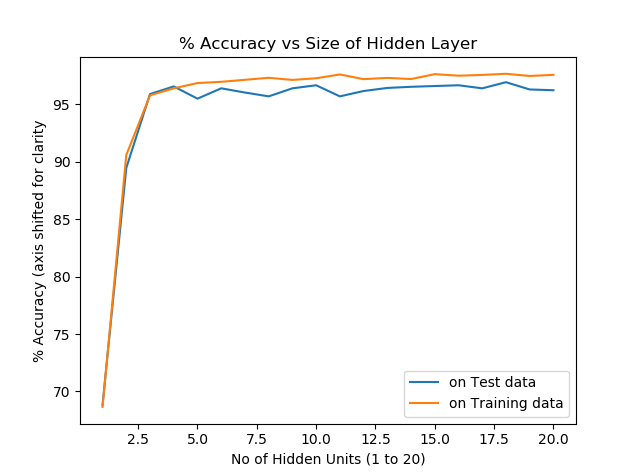 % Accuracy vs Size of Hidden Layer
% Accuracy (axis shifted for clarity
95
90
85
80
75
70
on Test data
on Training data
2.5 5.0 7.5 10.0 12.5 15.0 17.5 20.0
No of Hidden Units (1 to 20)